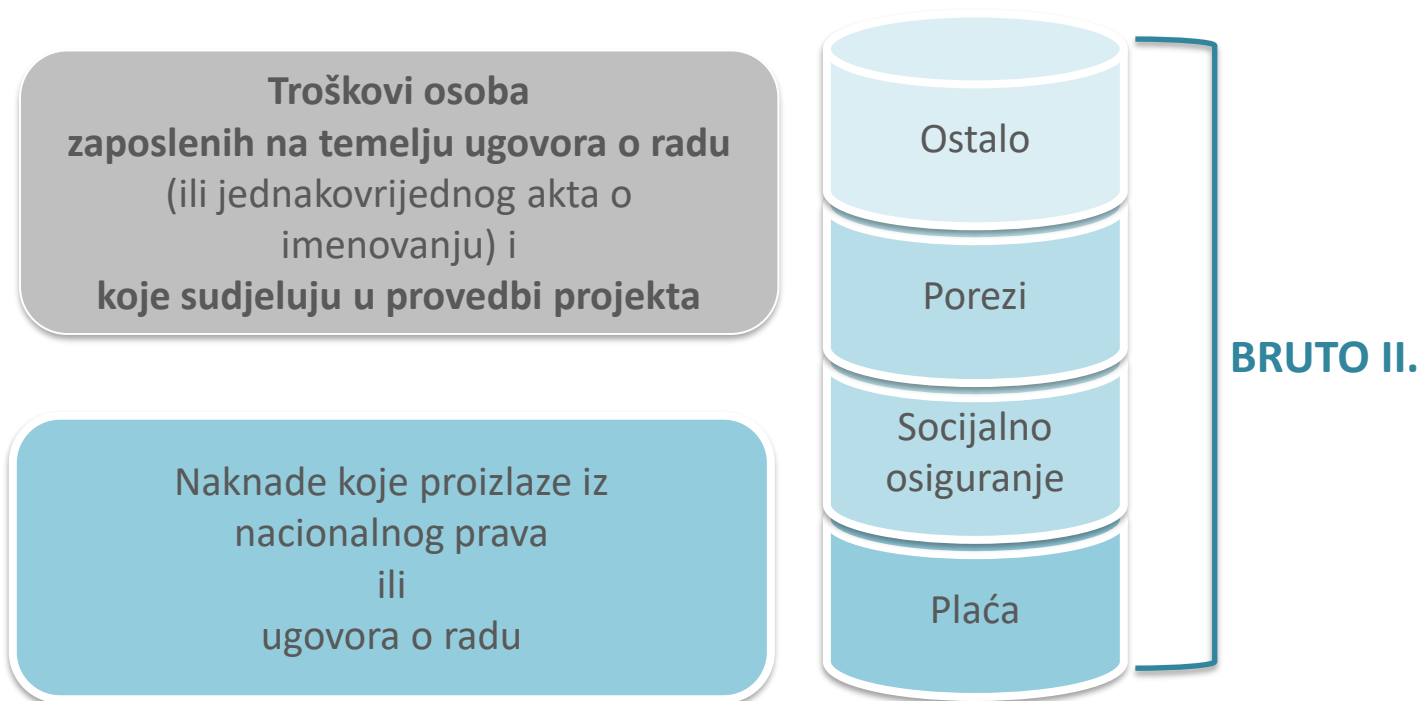 Troškovi osoba
zaposlenih na temelju ugovora o radu
(ili jednakovrijednog akta o
imenovanju) i
koje sudjeluju u provedbi projekta
Naknade koje proizlaze iz
nacionalnog prava
ili
ugovora o radu
Ostalo
Porezi
Socijalno
osiguranje
Plaća
BRUTO II.